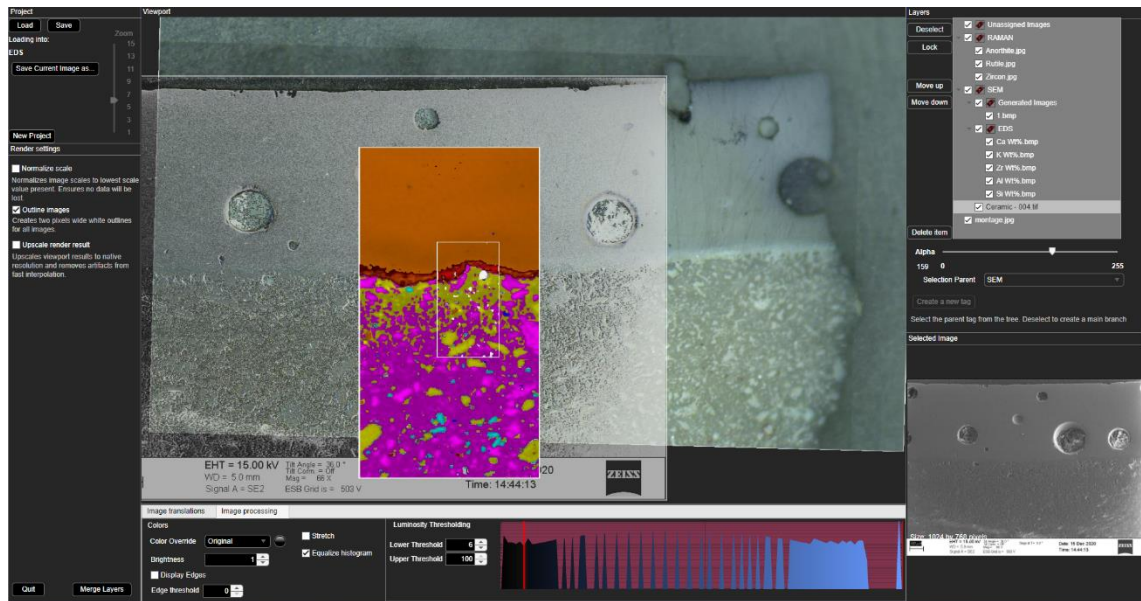 Project
Load Save
Loading into:
EDS
Save Current Image as...
Zoom
15
13
11
9
7
5
3
1
New Project
Render settings
Normalize scale
Normalizes image scales to lowest scale
value present. Ensures no data will be
lost.
Outline images
Creates two pixels wide white outlines
for all images.
Upscale render result
Upscales viewport results to native
resolution and removes artifacts from
fast interpolation.
Quit Merge Layers
Viewport
EHT = 15.00 kV
WD = 5.0 mm
Signal A = SE2
Tilt Angle = 36.0 °
Tilt Corrn. = Off
Mag = 66 X
ESB Grid is = 503 V
2020
Time: 14:44:13
ZEISS
Image translations Image processing
Colors
Color Override Original
Brightness 1
Display Edges
Edge threshold 0
Stretch
Equalize histogram
Luminosity Thresholding
Lower Threshold 6
Upper Threshold 100
Layers
Deselect
Lock
Move up
Move down
Delete item
Unassigned Images
RAMAN
Anorthite.jpg
Rutile.jpg
Zircon.jpg
SEM
Generated Images
1.bmp
EDS
Ca Wt%.bmp
K Wt%.bmp
Zr Wt%.bmp
Al Wt%.bmp
Si Wt%.bmp
Ceramic - 004.tif
montage.jpg
Alpha
159 0 255
Selection Parent SEM
Create a new tag
Select the parent tag from the tree. Deselect to create a main branch
Selected Image
Size: 1024 by 768 pixels
Date: 15 Dec 2020
Time: 14:44:13
ZEISS